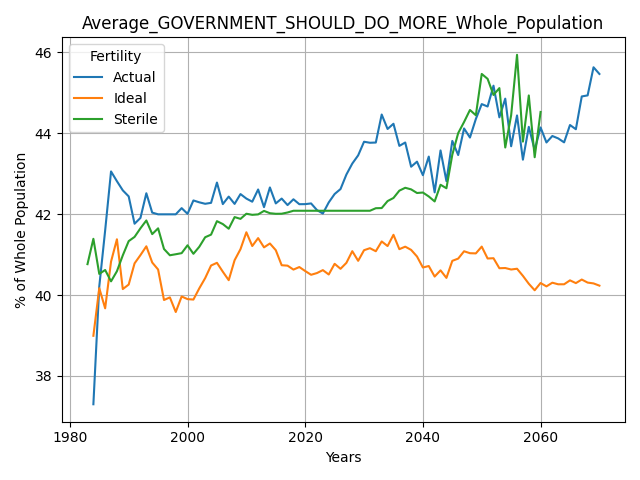 Average_GOVERNMENT_SHOULD_DO_MORE_Whole_Population
Fertility
Actual
Ideal
Sterile
% of Whole Population
46
44
42
40
38
1980 2000 2020 2040 2060
Years